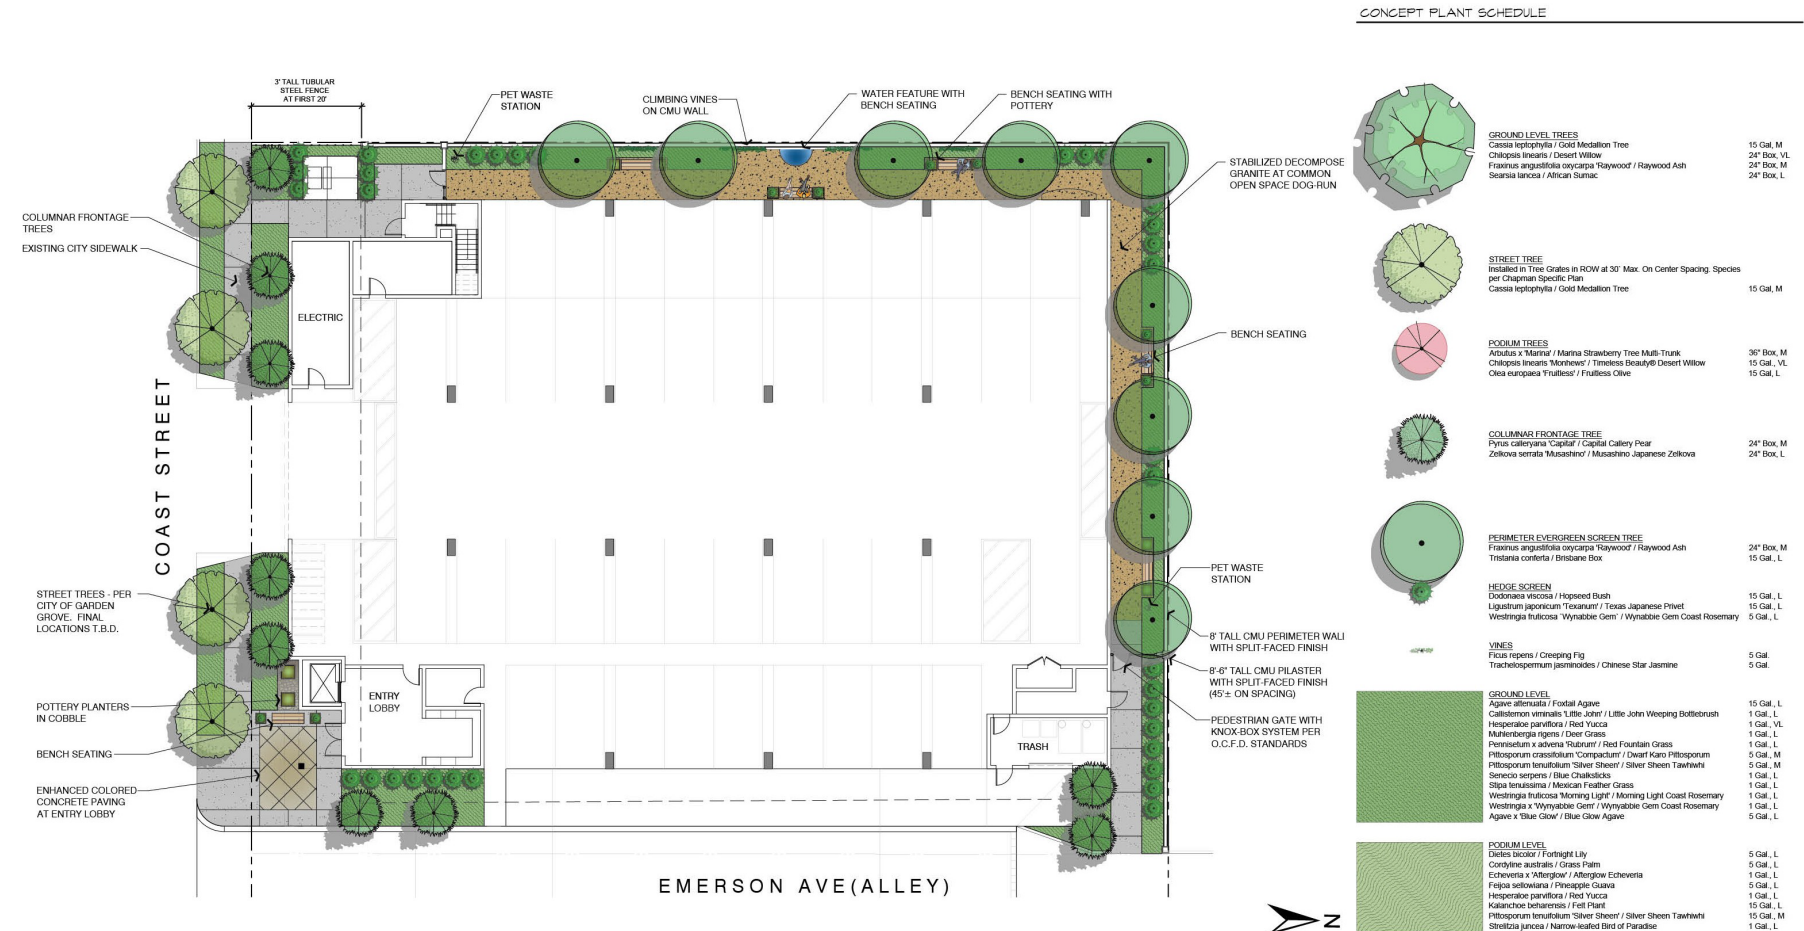 CONCEPT PLANT SCHEDULE
3' TALL TUBULAR
STEEL FENCE
AT FIRST 20'
PET WASTE
STATION
CLIMBING VINES
ON CMU WALL
WATER FEATURE WITH
BENCH SEATING
BENCH SEATING WITH
POTTERY
STABILIZED DECOMPOSE
GRANITE AT COMMON
OPEN SPACE DOG-RUN
COLUMNAR FRONTAGE
TREES
EXISTING CITY SIDEWALK
ELECTRIC
BENCH SEATING
COAST STREET
STREET TREES - PER
CITY OF GARDEN
GROVE. FINAL
LOCATIONS T.B.D.
PET WASTE
STATION
8' TALL CMU PERIMETER WALL
WITH SPLIT-FACED FINISH
8'-6" TALL CMU PILASTER
WITH SPLIT-FACED FINISH
(45'± ON SPACING)
PEDESTRIAN GATE WITH
KNOX-BOX SYSTEM PER
O.C.F.D. STANDARDS
POTTERY PLANTERS
IN COBBLE
BENCH SEATING
ENHANCED COLORED
CONCRETE PAVING
AT ENTRY LOBBY
ENTRY
LOBBY
TRASH
EMERSON AVE(ALLEY)
N
GROUND LEVEL TREES
Cassia leptophylla / Gold Medallion Tree 15 Gal, M
Chilopsis linearis / Desert Willow 24" Box, VL
Fraxinus angustifolia oxycarpa 'Raywood' / Raywood Ash 24" Box, M
Searsia lancea / African Sumac 24" Box, L
STREET TREE
Installed in Tree Grates in ROW at 30` Max. On Center Spacing. Species
per Chapman Specific Plan
Cassia leptophylla / Gold Medallion Tree 15 Gal, M
PODIUM TREES
Arbutus x 'Marina' / Marina Strawberry Tree Multi-Trunk 36" Box, M
Chilopsis linearis 'Monhews' / Timeless Beauty® Desert Willow 15 Gal., VL
Olea europaea 'Fruitless' / Fruitless Olive 15 Gal, L
COLUMNAR FRONTAGE TREE
Pyrus calleryana 'Capital' / Capital Callery Pear 24" Box, M
Zelkova serrata 'Musashino' / Musashino Japanese Zelkova 24" Box, L
PERIMETER EVERGREEN SCREEN TREE
Fraxinus angustifolia oxycarpa 'Raywood' / Raywood Ash 24" Box, M
Tristania conferta / Brisbane Box 15 Gal., L
HEDGE SCREEN
Dodonaea viscosa / Hopseed Bush 15 Gal., L
Ligustrum japonicum 'Texanum' / Texas Japanese Privet 15 Gal., L
Westringia fruticosa `Wynabbie Gem` / Wynabbie Gem Coast Rosemary 5 Gal., L
VINES
Ficus repens / Creeping Fig 5 Gal.
Trachelospermum jasminoides / Chinese Star Jasmine 5 Gal.
GROUND LEVEL
Agave attenuata / Foxtail Agave 15 Gal., L
Callistemon viminalis 'Little John' / Little John Weeping Bottlebrush 1 Gal., L
Hesperaloe parviflora / Red Yucca 1 Gal., VL
Muhlenbergia rigens / Deer Grass 1 Gal., L
Pennisetum x advena 'Rubrum' / Red Fountain Grass 1 Gal., L
Pittosporum crassifolium 'Compactum' / Dwarf Karo Pittosporum 5 Gal., M
Pittosporum tenuifolium 'Silver Sheen' / Silver Sheen Tawhiwhi 5 Gal., M
Senecio serpens / Blue Chalksticks 1 Gal., L
Stipa tenuissima / Mexican Feather Grass 1 Gal., L
Westringia fruticosa 'Morning Light' / Morning Light Coast Rosemary 1 Gal., L
Westringia x 'Wynyabbie Gem' / Wynyabbie Gem Coast Rosemary 1 Gal., L
Agave x 'Blue Glow' / Blue Glow Agave 5 Gal., L
PODIUM LEVEL
Dietes bicolor / Fortnight Lily 5 Gal., L
Cordyline australis / Grass Palm 5 Gal., L
Echeveria x 'Afterglow' / Afterglow Echeveria 1 Gal., L
Feijoa sellowiana / Pineapple Guava 5 Gal., L
Hesperaloe parviflora / Red Yucca 1 Gal., L
Kalanchoe beharensis / Felt Plant 15 Gal., L
Pittosporum tenuifolium 'Silver Sheen' / Silver Sheen Tawhiwhi 15 Gal., M
Strelitzia juncea / Narrow-leafed Bird of Paradise 1 Gal., L